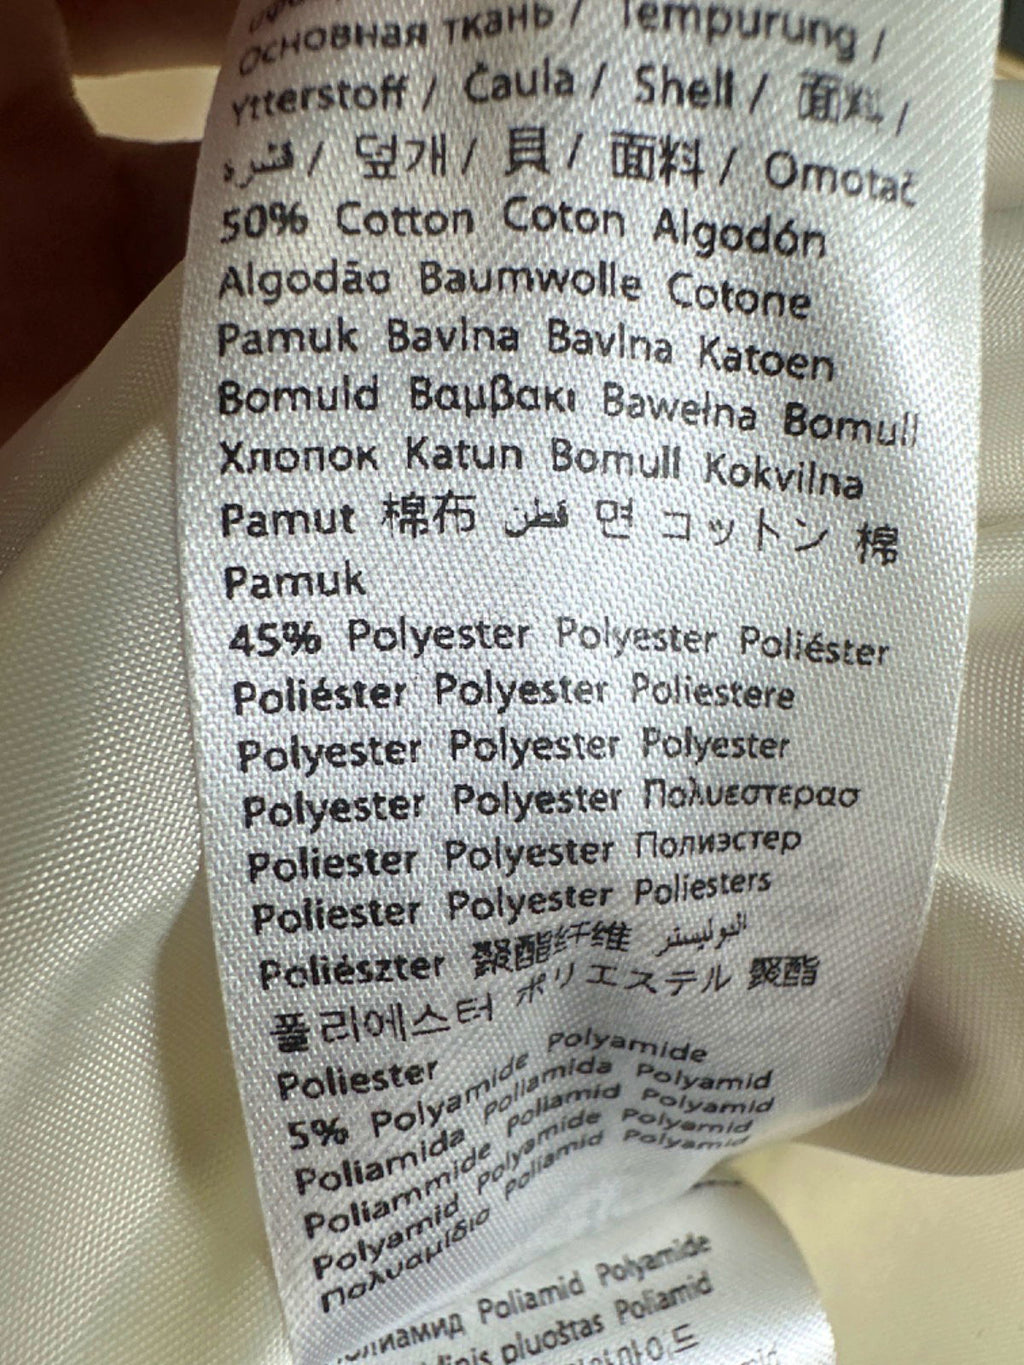 основная ткань / Tempurung /
Ytterstoff / Čaula / Shell / 面料 /
قشرة / 덮개 / 貝 / 面料 / Omotač
50% Cotton Coton Algodón
Algodão Baumwolle Cotone
Pamuk Bavlna Bavlna Katoen
Bomuld Βαμβακι Bawełna Bomull
Хлопок Katun Bomull Kokvilna
Pamut 棉布 قطن 면 コットン 棉
Pamuk
45% Polyester Polyester Poliéster
Poliéster Polyester Poliestere
Polyester Polyester Polyester
Polyester Polyester Πολυεστερασ
Poliester Polyester Полиэстер
Poliester Polyester Poliesters
Poliészter 聚酯纤维 البوليستر
폴리에스터 ポリエステル 聚酯
Poliester
5% Polyamide Polyamide
Poliamida poliamida Polyamid
Poliammide poliamid Polyamid
Polyamid polyamide Polyamid
Πολυαμίδιο poliamid Polyamid
Poliamid Polyamide
pluoštas Poliamid